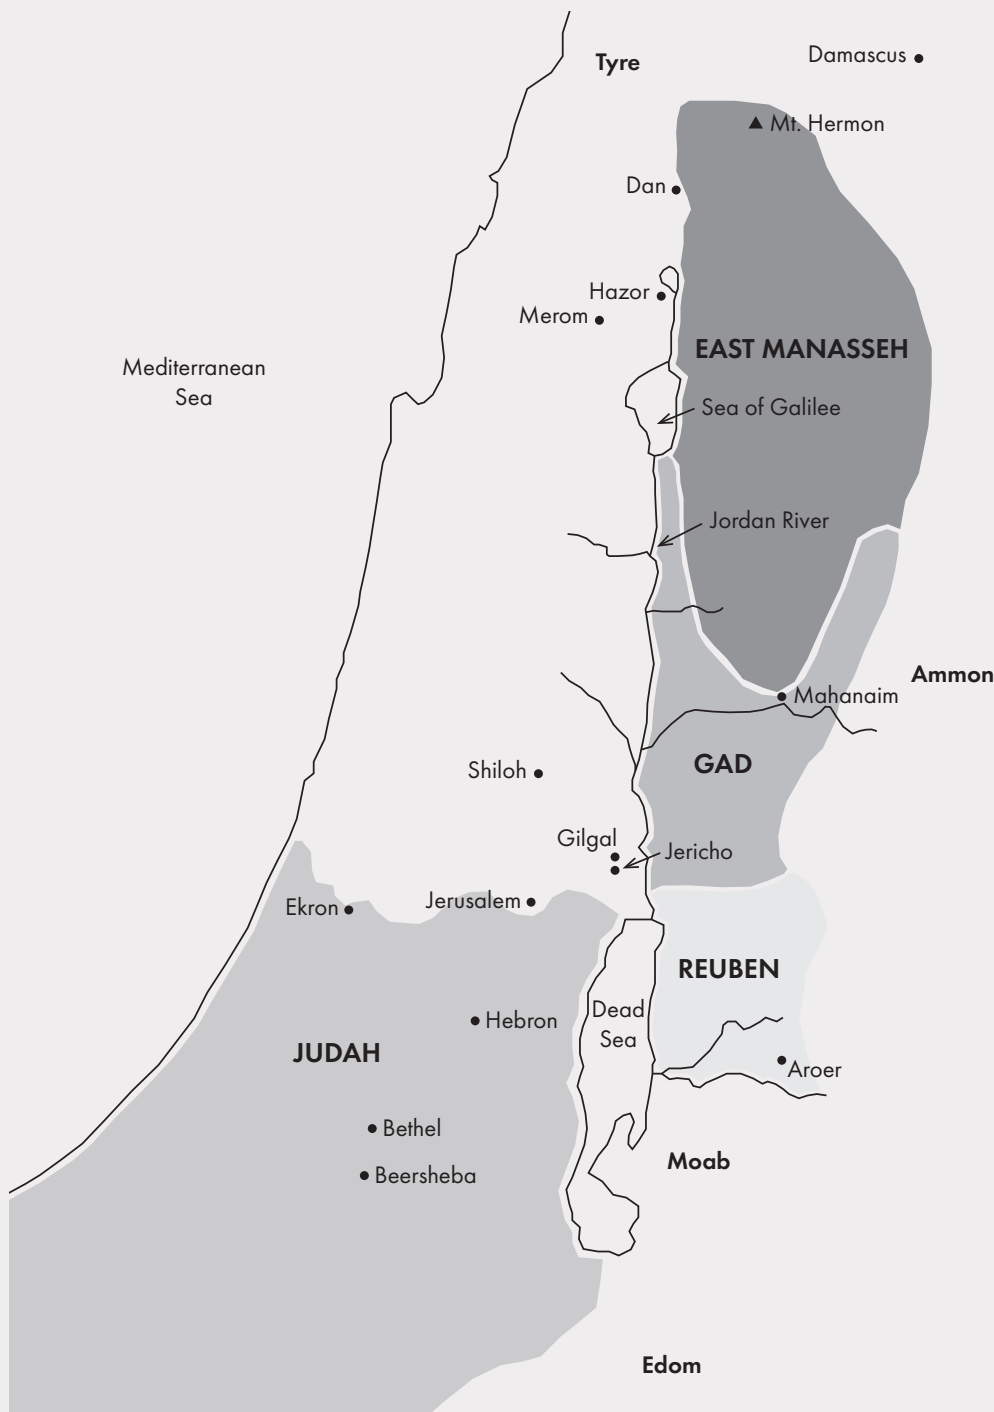 Tyre
Damascus
Mt. Hermon
Dan
Hazor
Merom
EAST MANASSEH
Mediterranean
Sea
Sea of Galilee
Jordan River
Ammon
Mahanaim
GAD
Shiloh
Gilgal
Jericho
Jerusalem
Ekron
REUBEN
Dead
Sea
Hebron
JUDAH
Aroer
Bethel
Moab
Beersheba
Edom